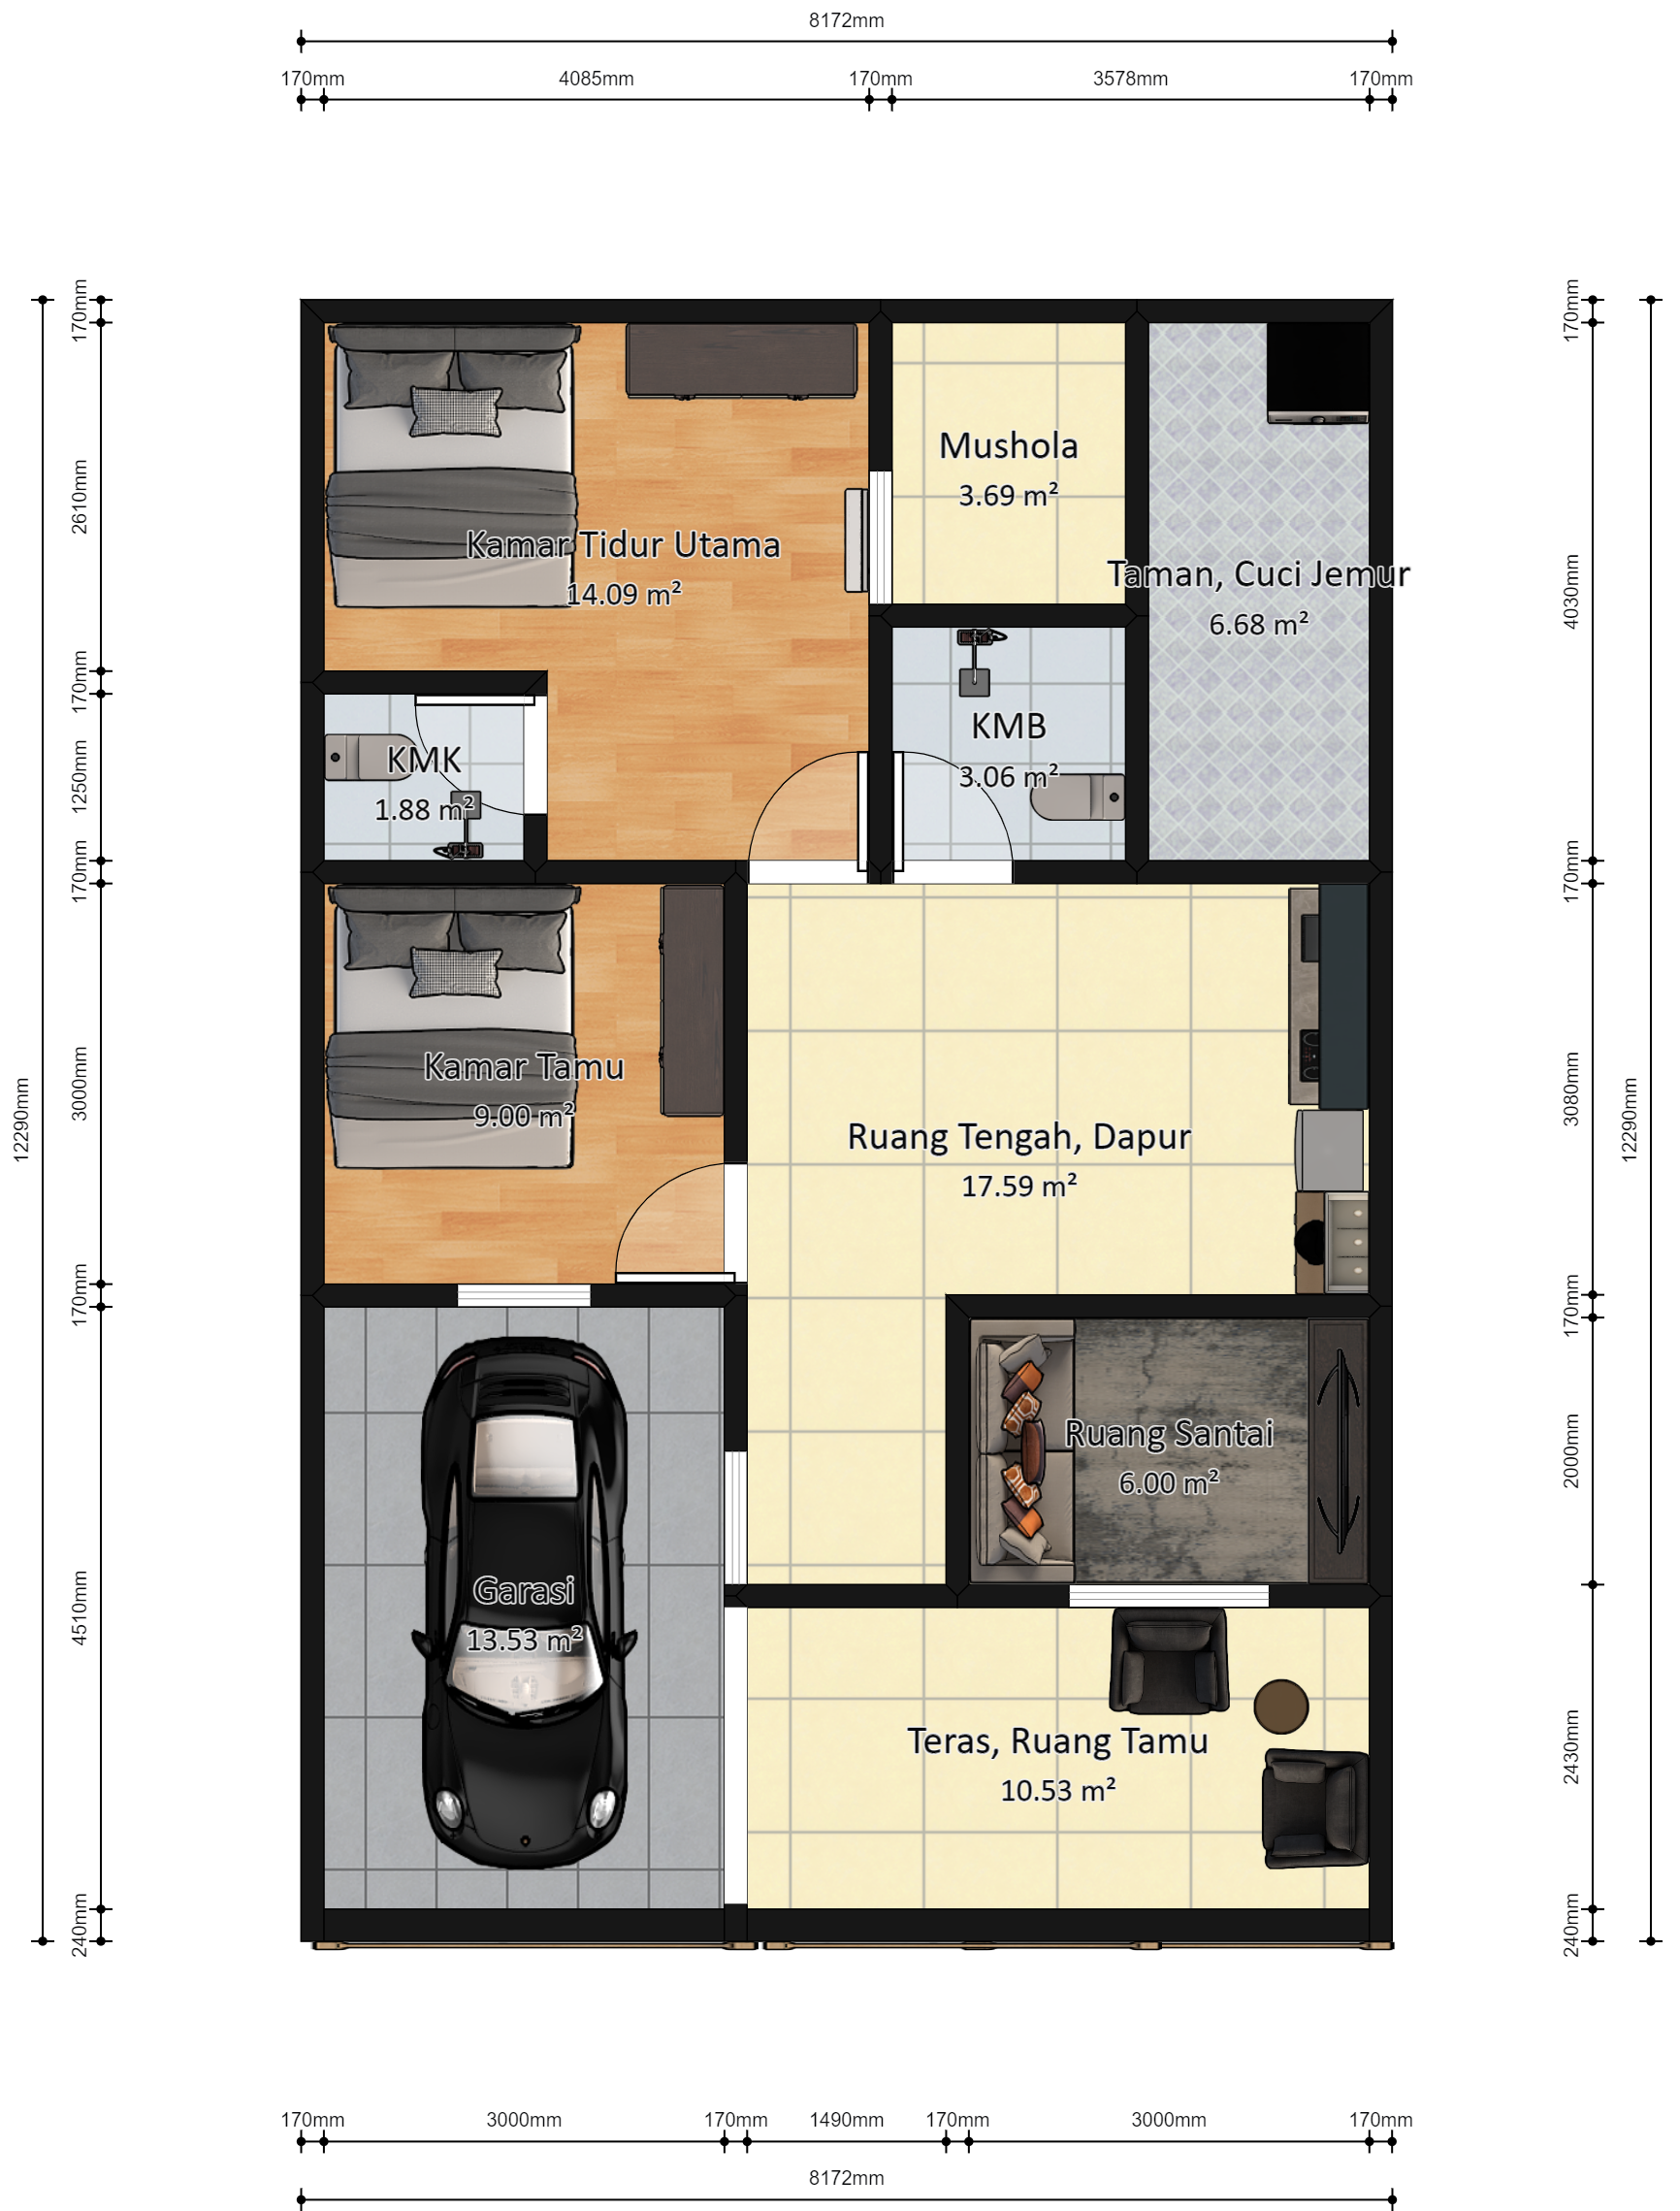 8172mm
170mm 4085mm 170mm 3578mm 170mm
170mm
2610mm
170mm
1250mm
170mm
3000mm
170mm
4510mm
240mm
12290mm
Kamar Tidur Utama
14.09 m²
Mushola
3.69 m²
Taman, Cuci Jemur
6.68 m²
KMK
1.88 m²
KMB
3.06 m²
Kamar Tamu
9.00 m²
Ruang Tengah, Dapur
17.59 m²
Ruang Santai
6.00 m²
Garasi
13.53 m²
Teras, Ruang Tamu
10.53 m²
170mm
4030mm
170mm
3080mm
170mm
2000mm
2430mm
240mm
12290mm
170mm 3000mm 170mm 1490mm 170mm 3000mm 170mm
8172mm